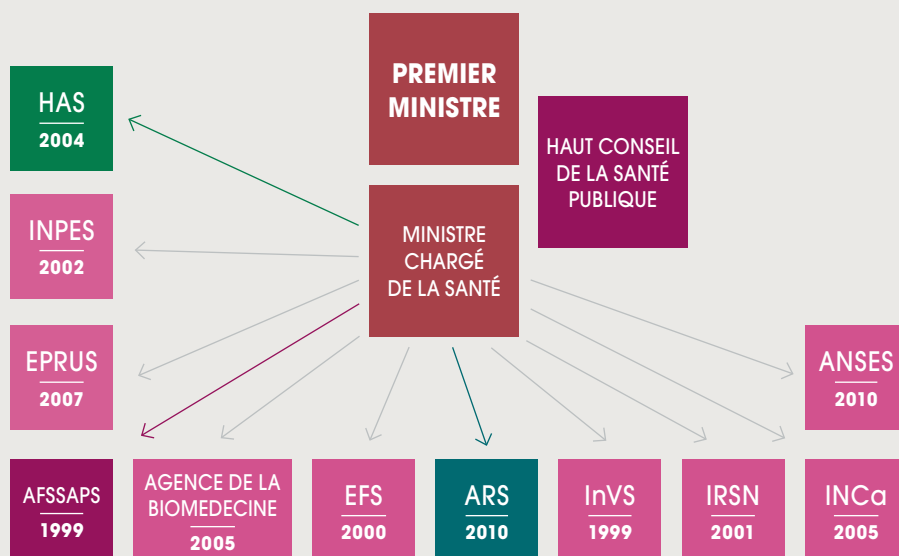 PREMIER
MINISTRE
HAS
2004
HAUT CONSEIL
DE LA SANTÉ
PUBLIQUE
INPES
2002
MINISTRE
CHARGÉ
DE LA SANTÉ
EPRUS
2007
ANSES
2010
AFSSAPS
1999
AGENCE DE LA
BIOMEDECINE
2005
EFS
2000
ARS
2010
InVS
1999
IRSN
2001
INCa
2005